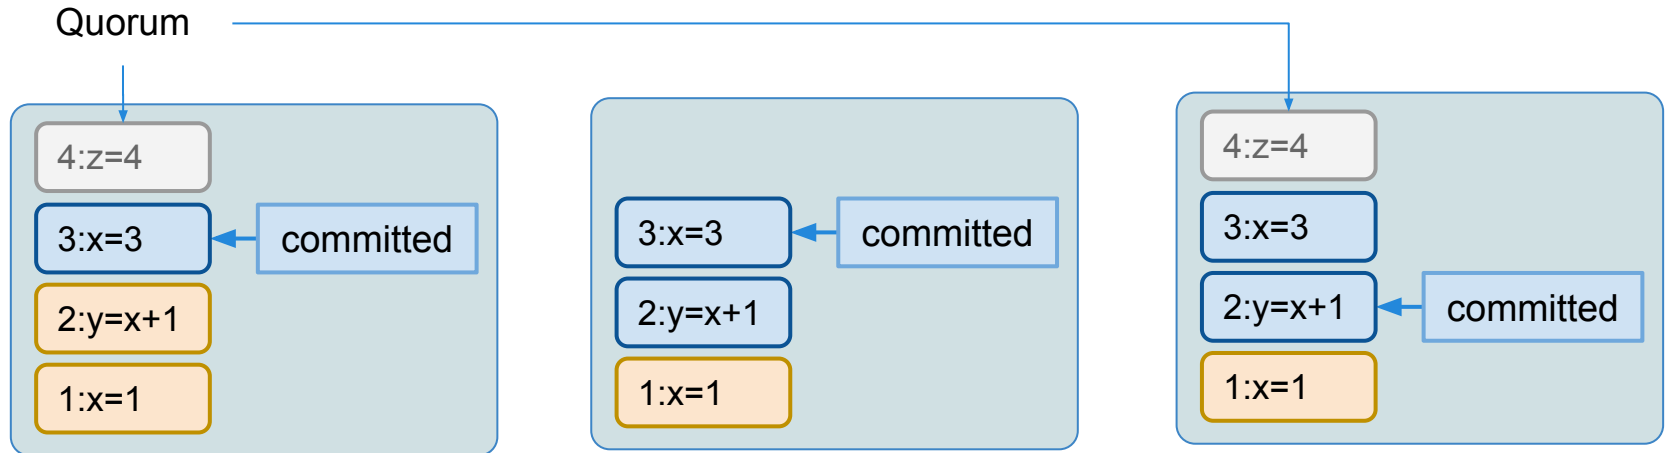 Quorum
4:z=4
3:x=3
committed
2:y=x+1
1:x=1
3:x=3
committed
2:y=x+1
1:x=1
4:z=4
3:x=3
2:y=x+1
committed
1:x=1